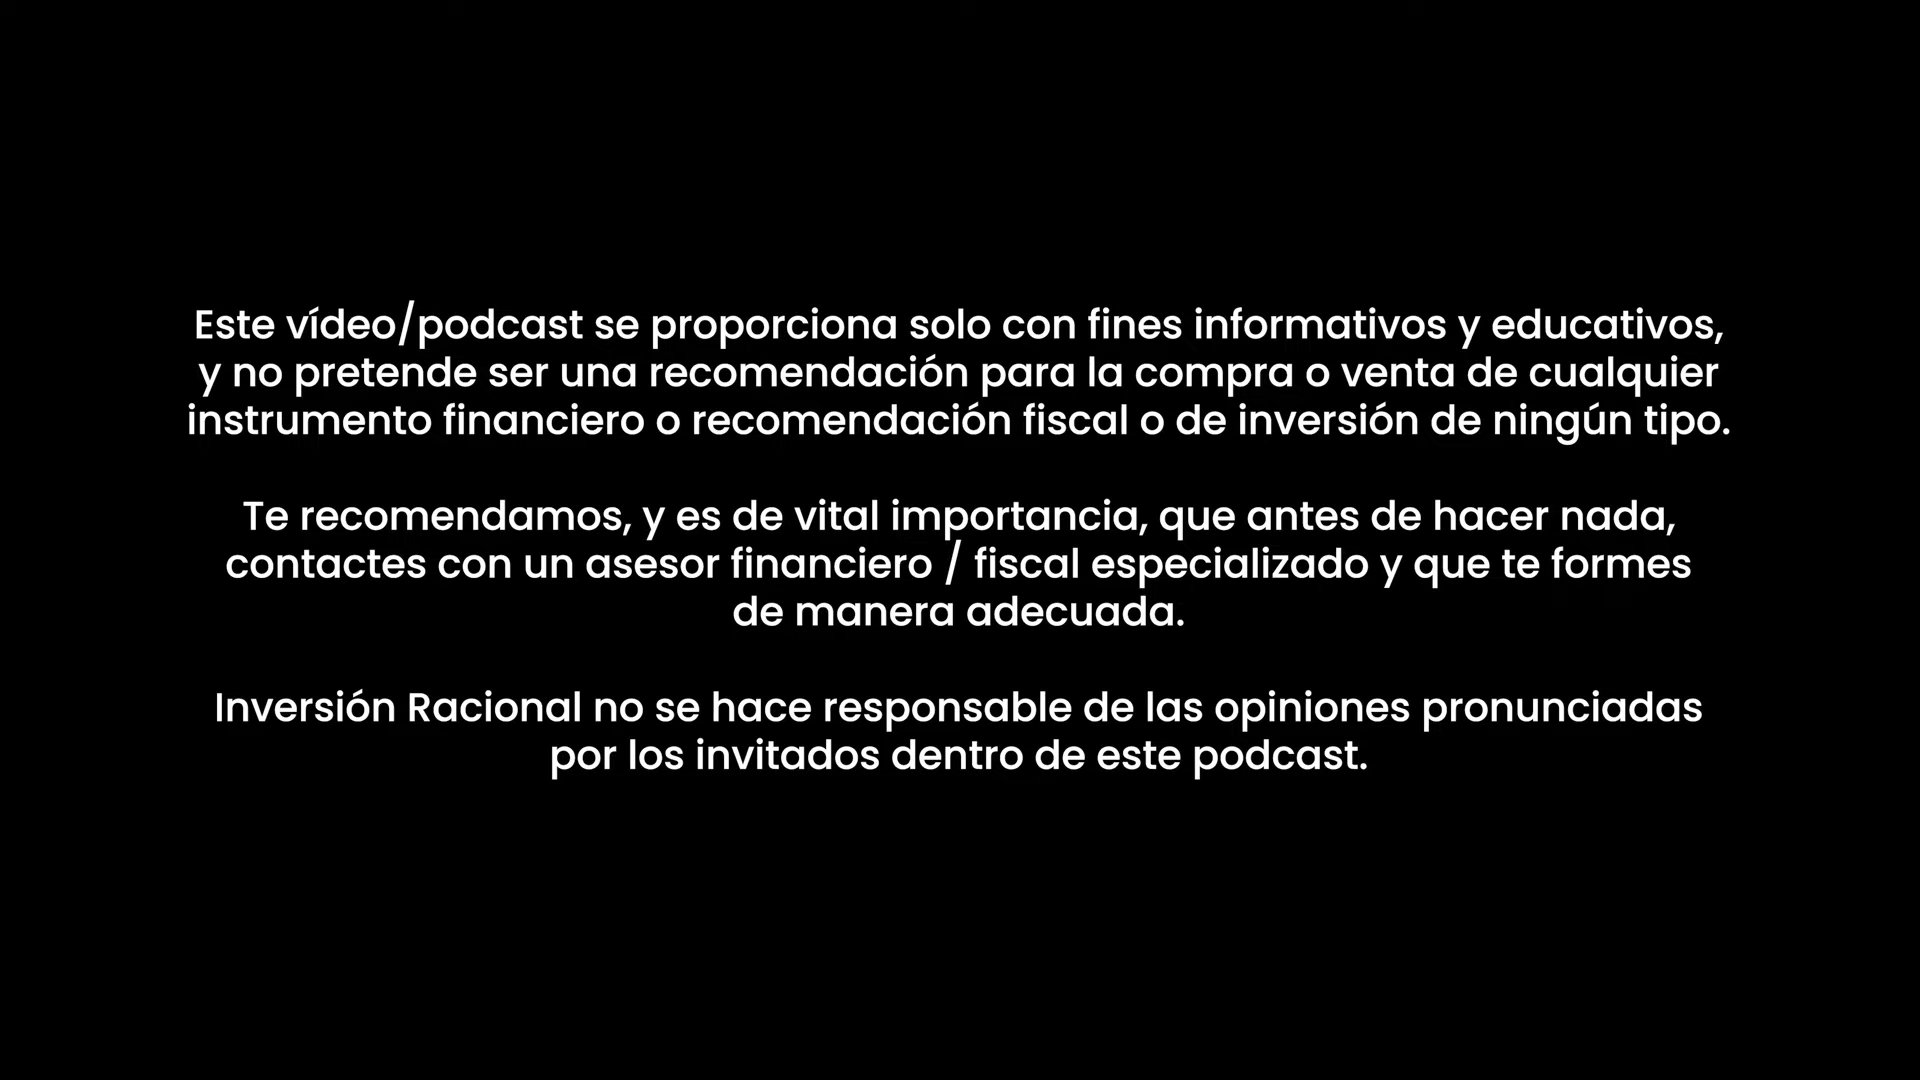 Este vídeo/podcast se proporciona solo con fines informativos y educativos,
y no pretende ser una recomendación para la compra o venta de cualquier
instrumento financiero o recomendación fiscal o de inversión de ningún tipo.
Te recomendamos, y es de vital importancia, que antes de hacer nada,
contactes con un asesor financiero / fiscal especializado y que te formes
de manera adecuada.
Inversión Racional no se hace responsable de las opiniones pronunciadas
por los invitados dentro de este podcast.